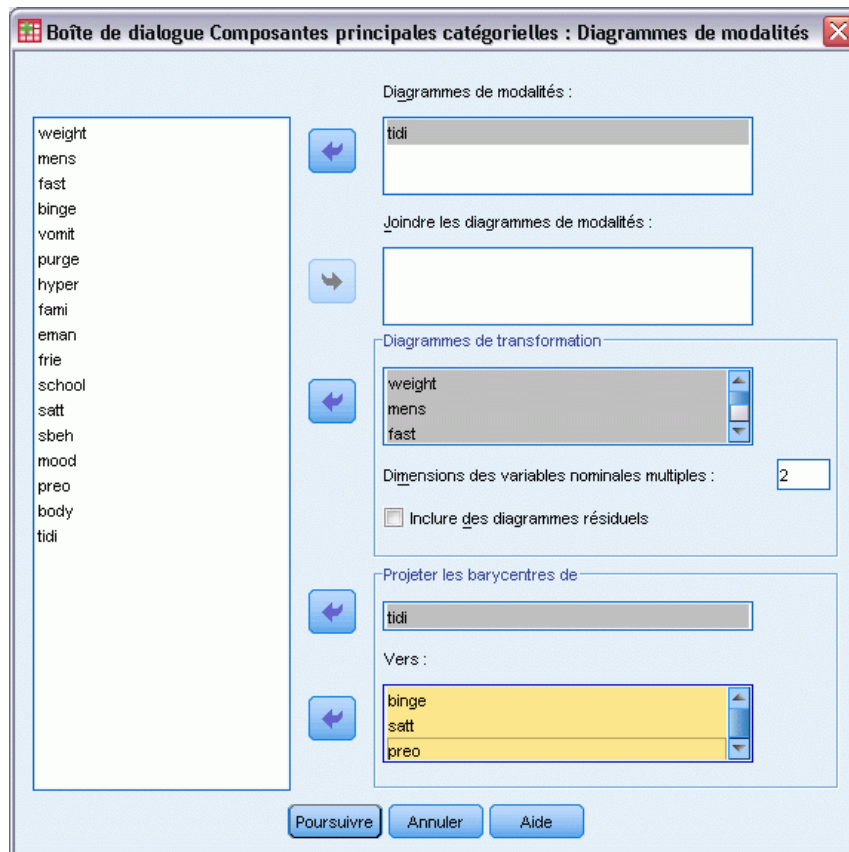 Boîte de dialogue Composantes principales catégorielles : Diagrammes de modalités
weight
mens
fast
binge
vomit
purge
hyper
fami
eman
frie
school
satt
sbeh
mood
preo
body
tidi
Diagrammes de modalités :
tidi
Joindre les diagrammes de modalités :
Diagrammes de transformation
weight
mens
fast
Dimensions des variables nominales multiples :
2
Inclure des diagrammes résiduels
Projeter les barycentres de
tidi
Vers :
binge
satt
preo
Poursuivre
Annuler
Aide